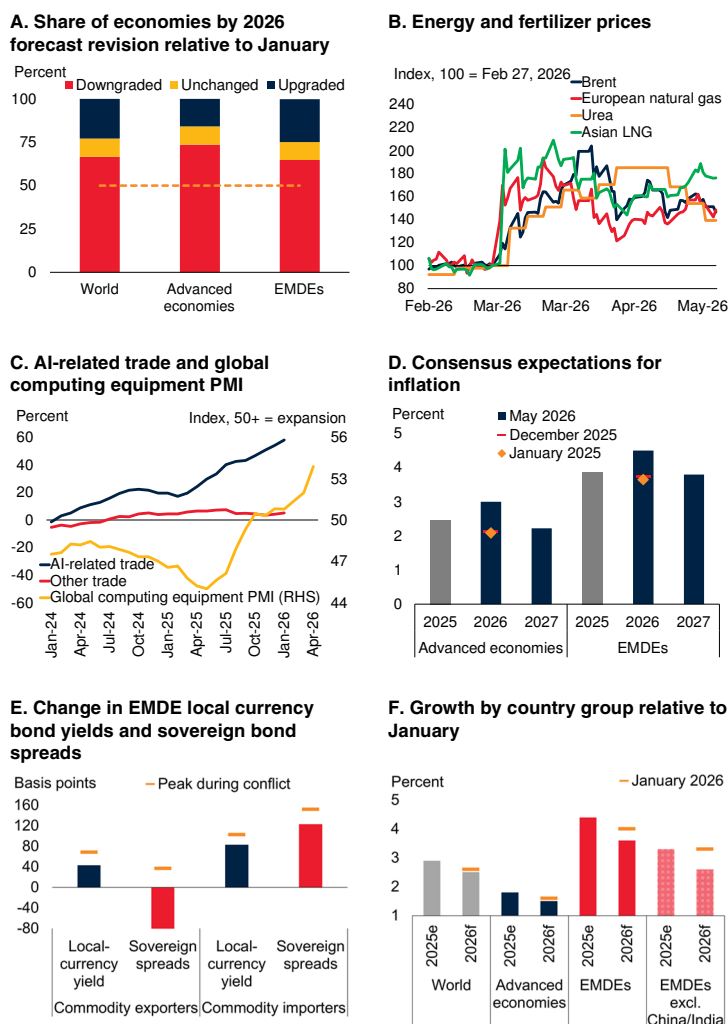 A. Share of economies by 2026
forecast revision relative to January
Percent
Downgraded Unchanged Upgraded
100
75
50
25
0
World Advanced economies EMDEs
B. Energy and fertilizer prices
Index, 100 = Feb 27, 2026
Brent
European natural gas
Urea
Asian LNG
240
220
200
180
160
140
120
100
80
Feb-26 Mar-26 Mar-26 Apr-26 May-26
C. AI-related trade and global
computing equipment PMI
Percent Index, 50+ = expansion
60 56
40 53
20
0 50
-20 47
-40
-60 44
AI-related trade
Other trade
Global computing equipment PMI (RHS)
Jan-24 Apr-24 Jul-24 Oct-24 Jan-25 Apr-25 Jul-25 Oct-25 Jan-26 Apr-26
D. Consensus expectations for
inflation
Percent
May 2026
December 2025
January 2025
5
4
3
2
1
0
2025 2026 2027 2025 2026 2027
Advanced economies EMDEs
E. Change in EMDE local currency
bond yields and sovereign bond
spreads
Basis points
Peak during conflict
160
120
80
40
0
-40
-80
Local-currency yield Sovereign spreads Local-currency yield Sovereign spreads
Commodity exporters Commodity importers
F. Growth by country group relative to
January
Percent
January 2026
5
4
3
2
1
2025e 2026f 2025e 2026f 2025e 2026f 2025e 2026f
World Advanced economies EMDEs EMDEs excl. China/India